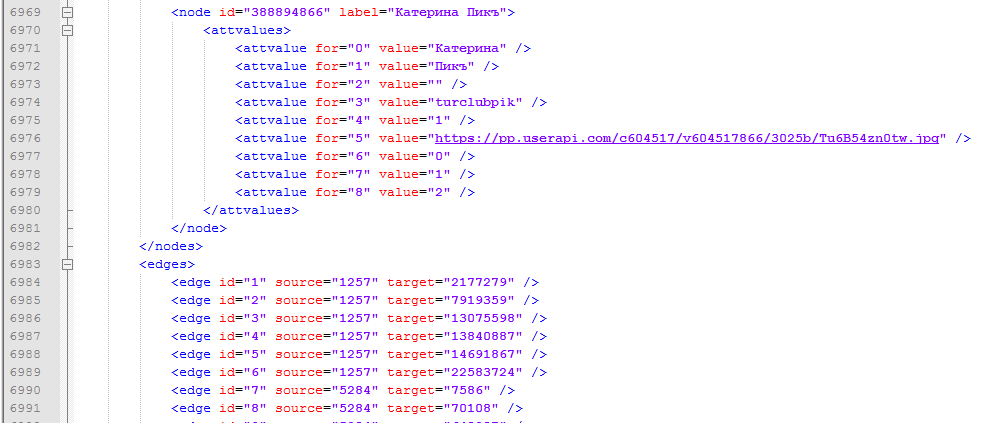 6969 <node id="388894866" label="Катерина Пикъ">
6970 <attvalues>
6971 <attvalue for="0" value="Катерина" />
6972 <attvalue for="1" value="Пикъ" />
6973 <attvalue for="2" value="" />
6974 <attvalue for="3" value="turclubpik" />
6975 <attvalue for="4" value="1" />
6976 <attvalue for="5" value="https://pp.userapi.com/c604517/v604517866/3025b/Tu6B54zn0tw.jpg" />
6977 <attvalue for="6" value="0" />
6978 <attvalue for="7" value="1" />
6979 <attvalue for="8" value="2" />
6980 </attvalues>
6981 </node>
6982 </nodes>
6983 <edges>
6984 <edge id="1" source="1257" target="2177279" />
6985 <edge id="2" source="1257" target="7919359" />
6986 <edge id="3" source="1257" target="13075598" />
6987 <edge id="4" source="1257" target="13840887" />
6988 <edge id="5" source="1257" target="14691867" />
6989 <edge id="6" source="1257" target="22583724" />
6990 <edge id="7" source="5284" target="7586" />
6991 <edge id="8" source="5284" target="70108" />